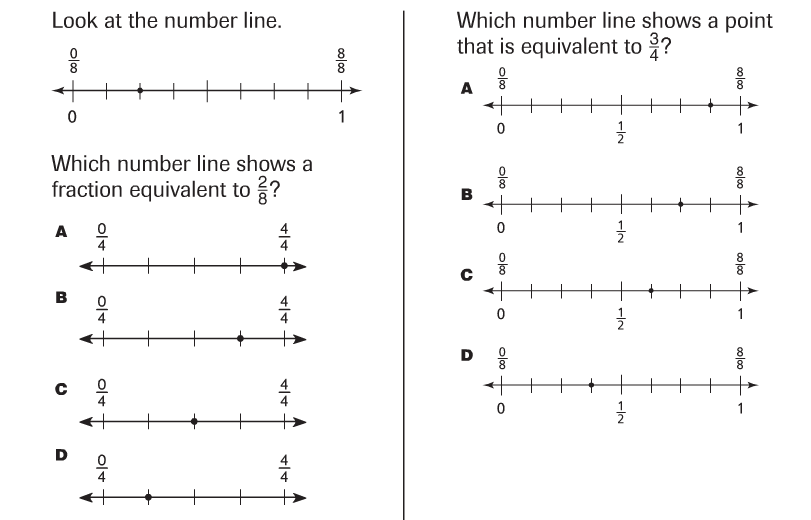 Look at the number line.
0/8 8/8
0 1
Which number line shows a
fraction equivalent to 2/8?
A 0/4 4/4
B 0/4 4/4
C 0/4 4/4
D 0/4 4/4
Which number line shows a point
that is equivalent to 3/4?
A 0/8 8/8
0 1/2 1
B 0/8 8/8
0 1/2 1
C 0/8 8/8
0 1/2 1
D 0/8 8/8
0 1/2 1